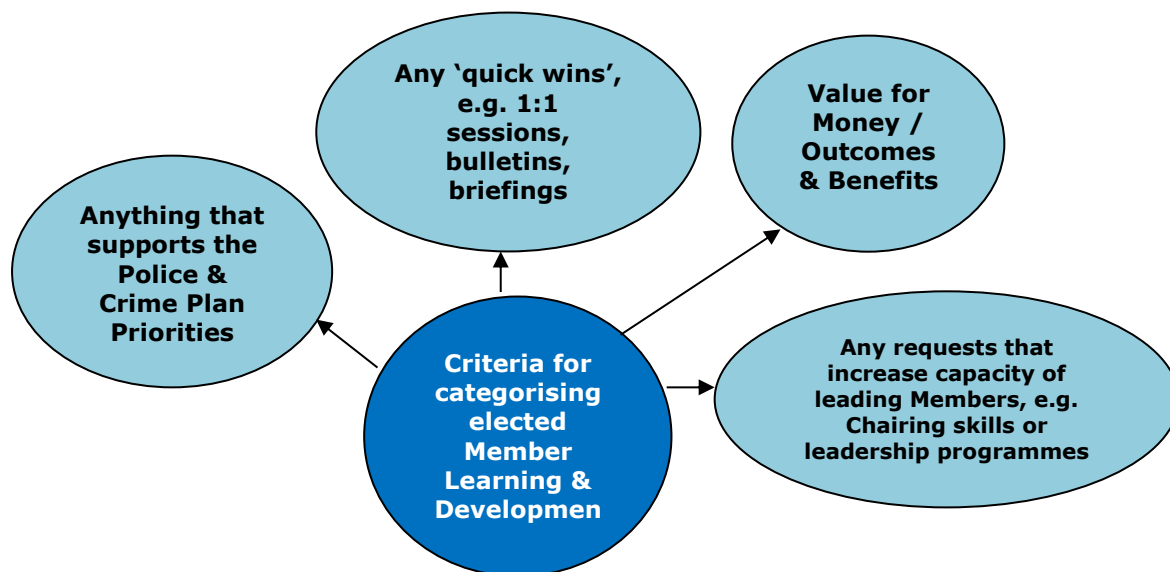 Any ‘quick wins’,
e.g. 1:1
sessions,
bulletins,
briefings
Value for
Money /
Outcomes
& Benefits
Anything that
supports the
Police &
Crime Plan
Priorities
Criteria for
categorising
elected
Member
Learning &
Developmen
Any requests that
increase capacity of
leading Members, e.g.
Chairing skills or
leadership programmes